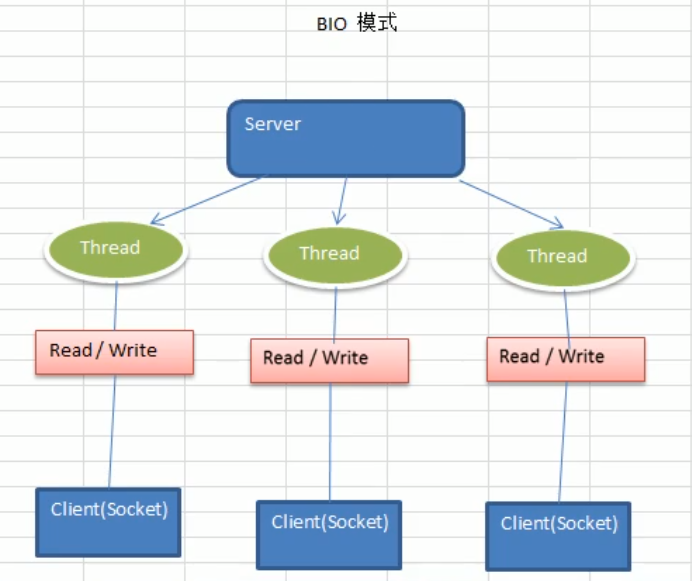 BIO 模式
Server
Thread
Thread
Thread
Read / Write
Read / Write
Read / Write
Client(Socket)
Client(Socket)
Client(Socket)